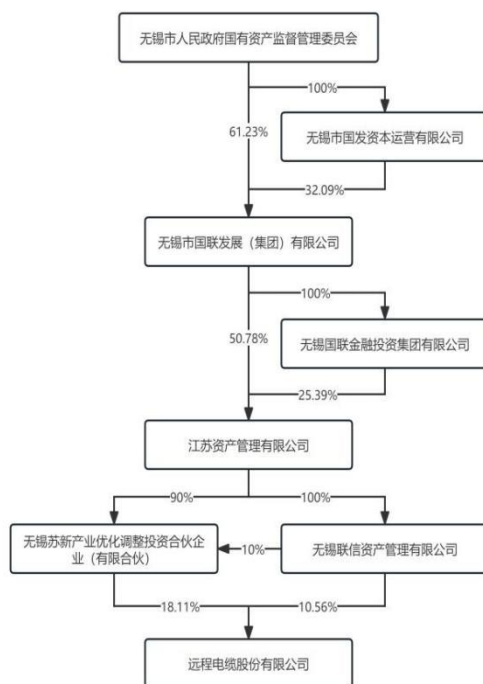 无锡市人民政府国有资产监督管理委员会
100%
61.23%
无锡市国发资本运营有限公司
32.09%
无锡市国联发展（集团）有限公司
100%
50.78%
无锡国联金融投资集团有限公司
25.39%
江苏资产管理有限公司
90%
100%
无锡苏新产业优化调整投资合伙企
业（有限合伙）
10%
无锡联信资产管理有限公司
18.11%
10.56%
远程电缆股份有限公司